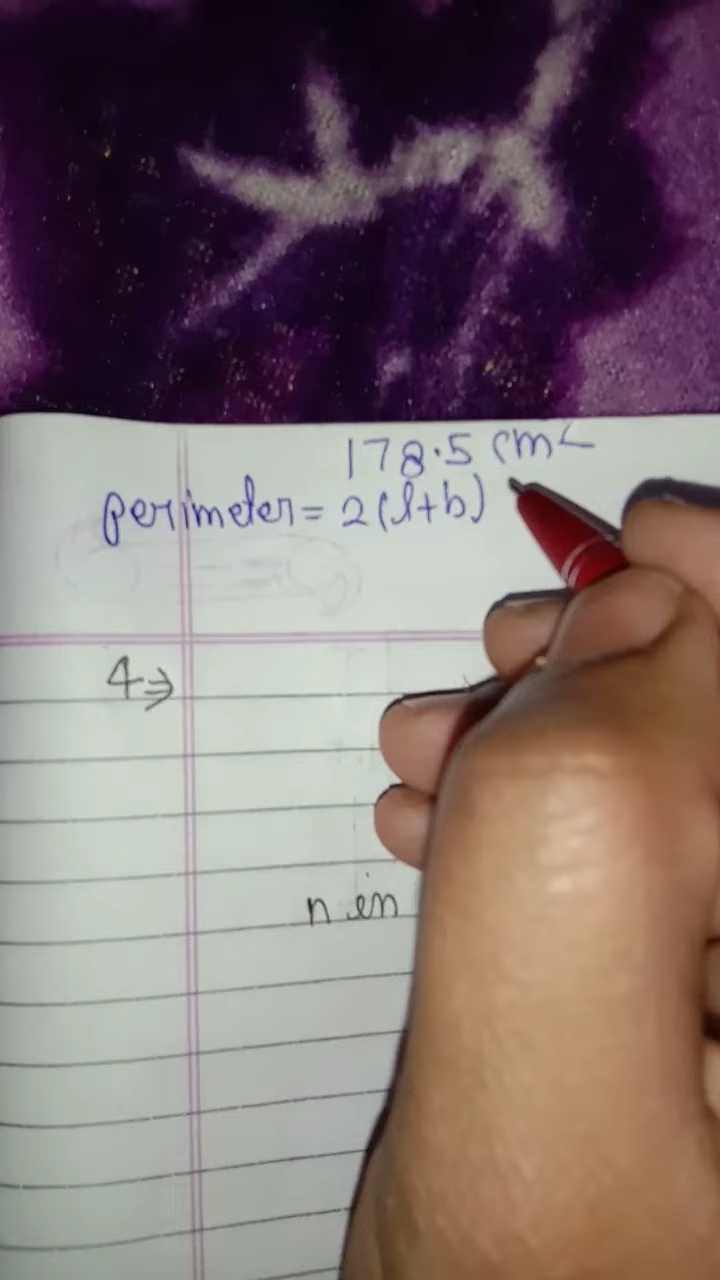 178.5 cm²
perimeter = 2(l+b)
4⇒
n in